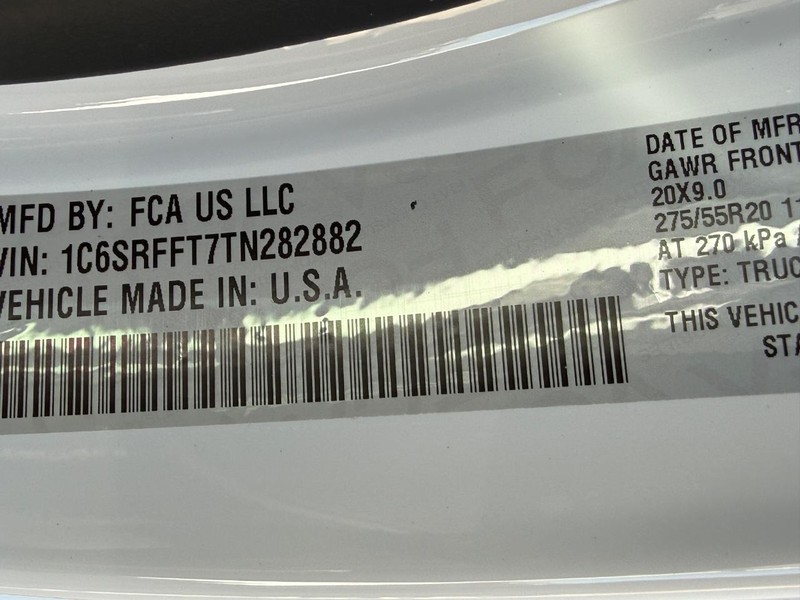 MFD BY: FCA US LLC
VIN: 1C6SRFFT7TN282882
VEHICLE MADE IN: U.S.A.
DATE OF MFR
GAWR FRONT
20X9.0
275/55R20 11
AT 270 kPa
TYPE: TRUC
THIS VEHIC
STA